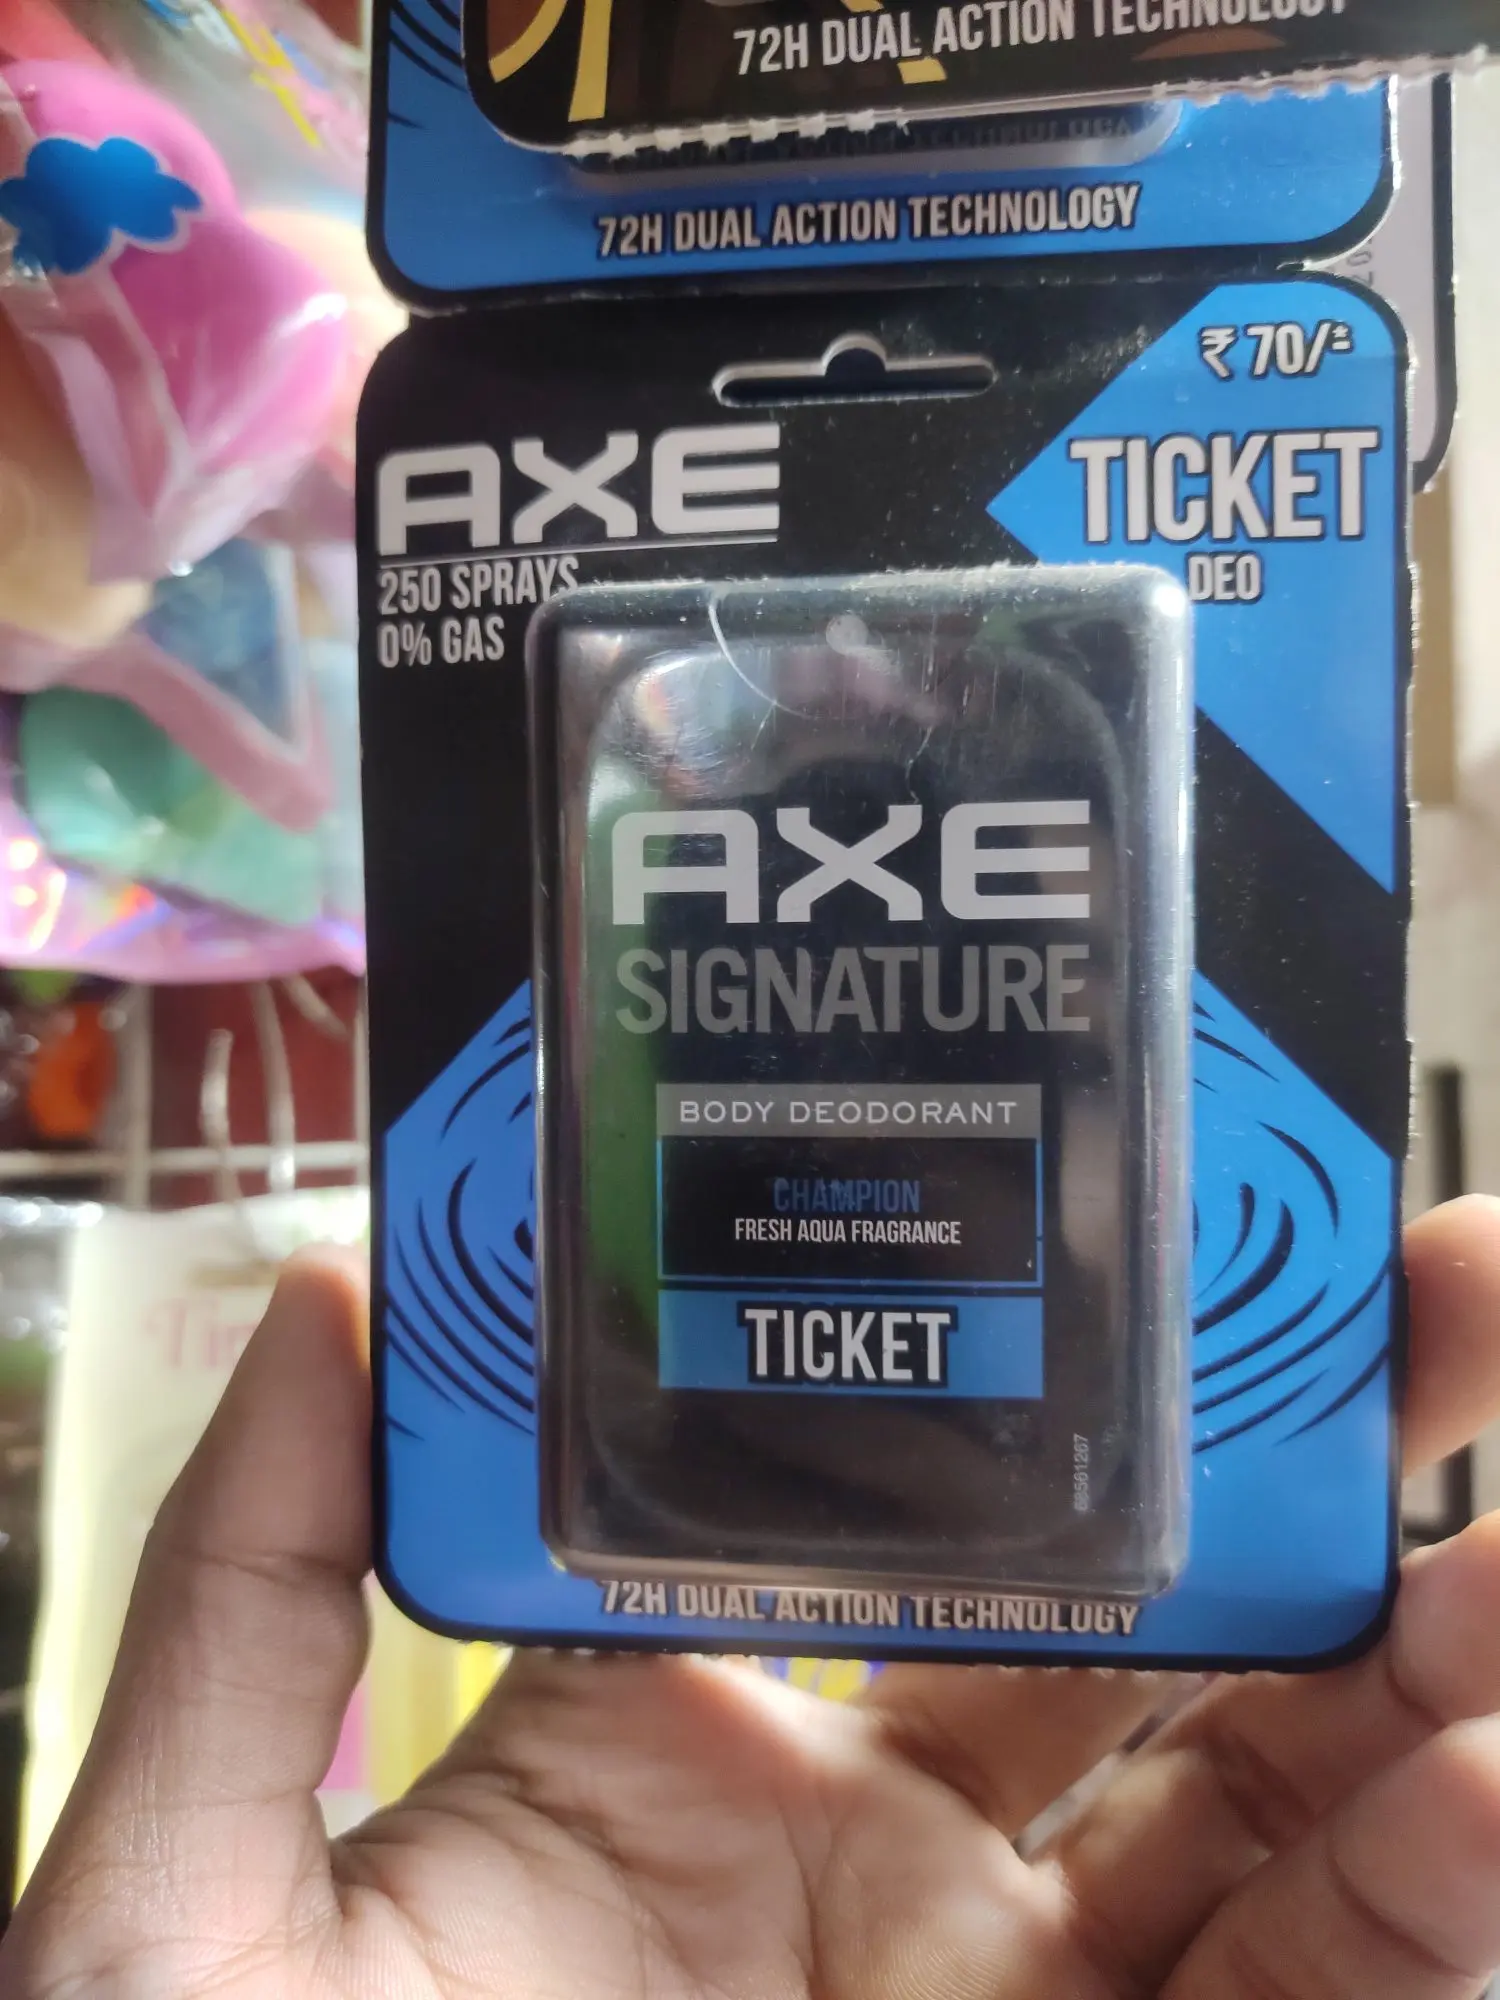 72H DUAL ACTION TECHNOLOGY
72H DUAL ACTION TECHNOLOGY
₹ 70/-
AXE
TICKET
DEO
250 SPRAYS
0% GAS
AXE
SIGNATURE
BODY DEODORANT
CHAMPION
FRESH AQUA FRAGRANCE
TICKET
68561267
72H DUAL ACTION TECHNOLOGY